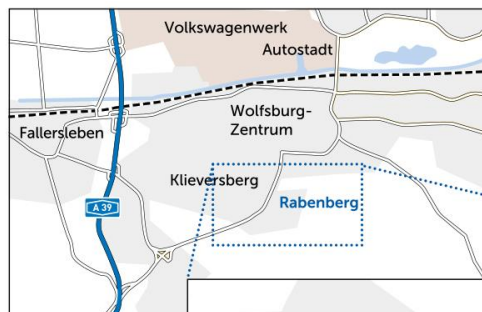 Volkswagenwerk
Autostadt
Wolfsburg-
Zentrum
Fallersleben
Klieversberg
Rabenberg
A 39